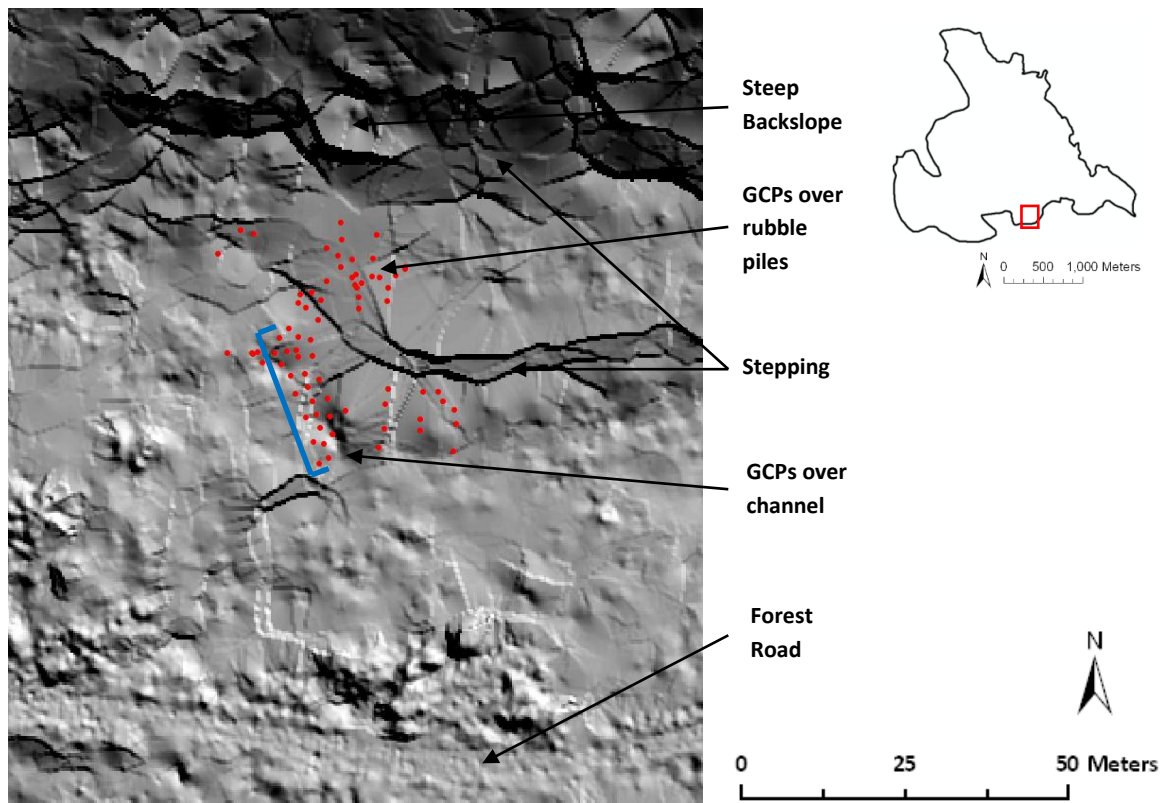 Steep
Backslope
GCPs over
rubble
piles
Stepping
GCPs over
channel
Forest
Road
N
0 500 1,000 Meters
N
0 25 50 Meters